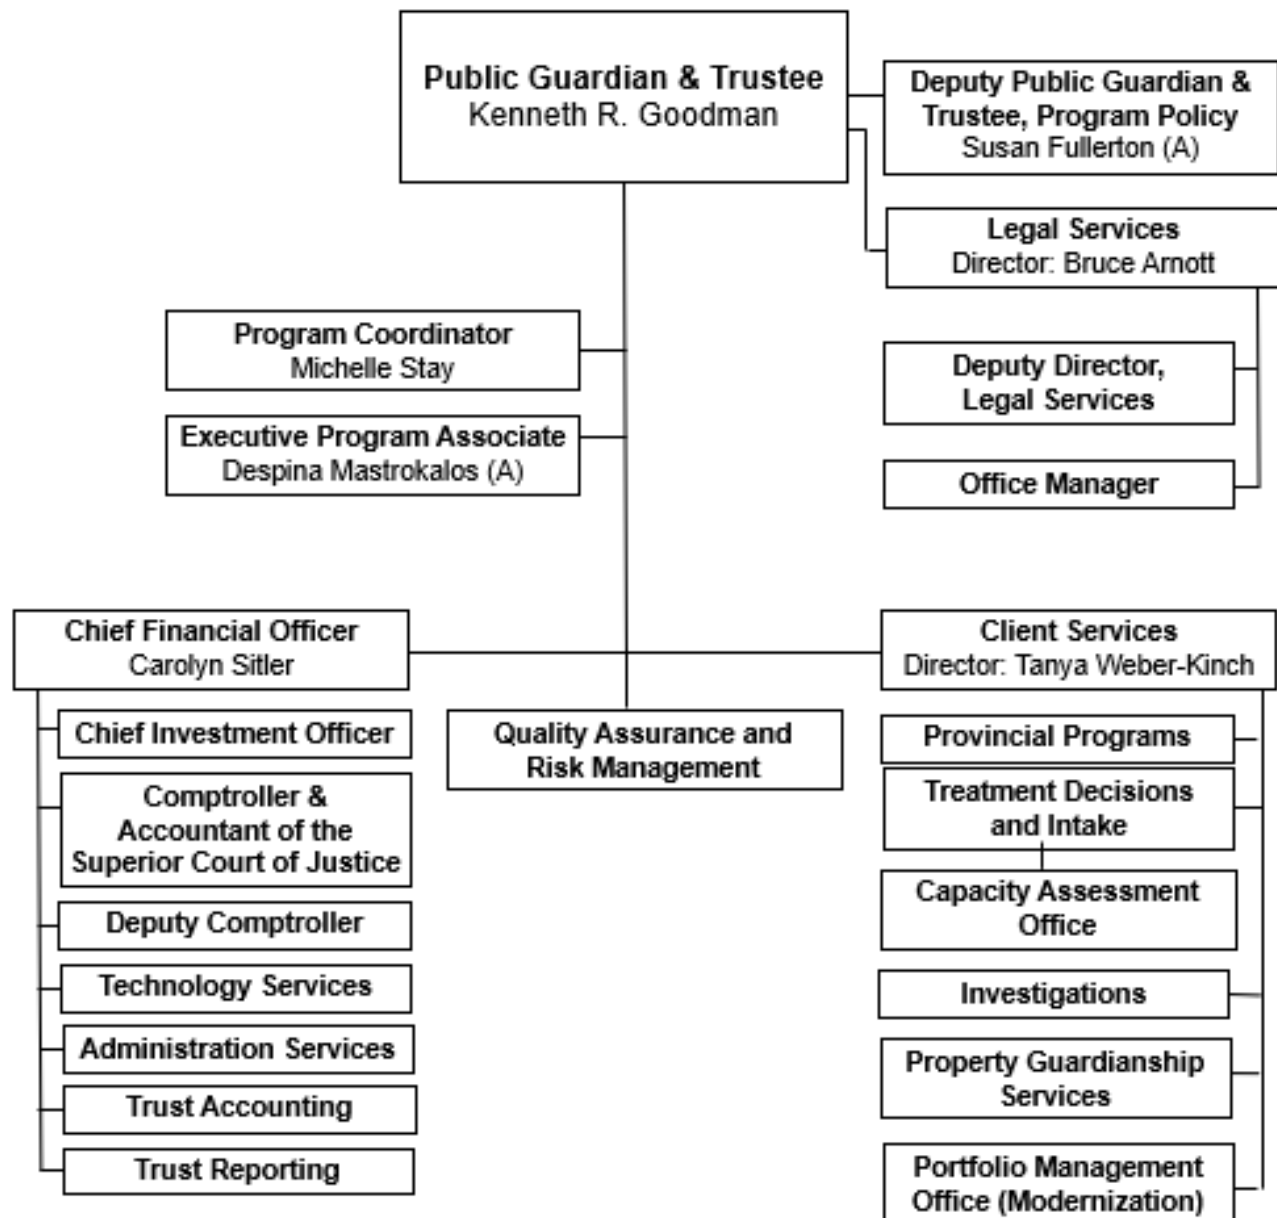 Public Guardian & Trustee
Kenneth R. Goodman
Deputy Public Guardian &
Trustee, Program Policy
Susan Fullerton (A)
Legal Services
Director: Bruce Arnott
Program Coordinator
Michelle Stay
Deputy Director,
Legal Services
Executive Program Associate
Despina Mastrokalos (A)
Office Manager
Chief Financial Officer
Carolyn Sitler
Client Services
Director: Tanya Weber-Kinch
Chief Investment Officer
Comptroller &
Accountant of the
Superior Court of Justice
Deputy Comptroller
Technology Services
Administration Services
Trust Accounting
Trust Reporting
Quality Assurance and
Risk Management
Provincial Programs
Treatment Decisions
and Intake
Capacity Assessment
Office
Investigations
Property Guardianship
Services
Portfolio Management
Office (Modernization)